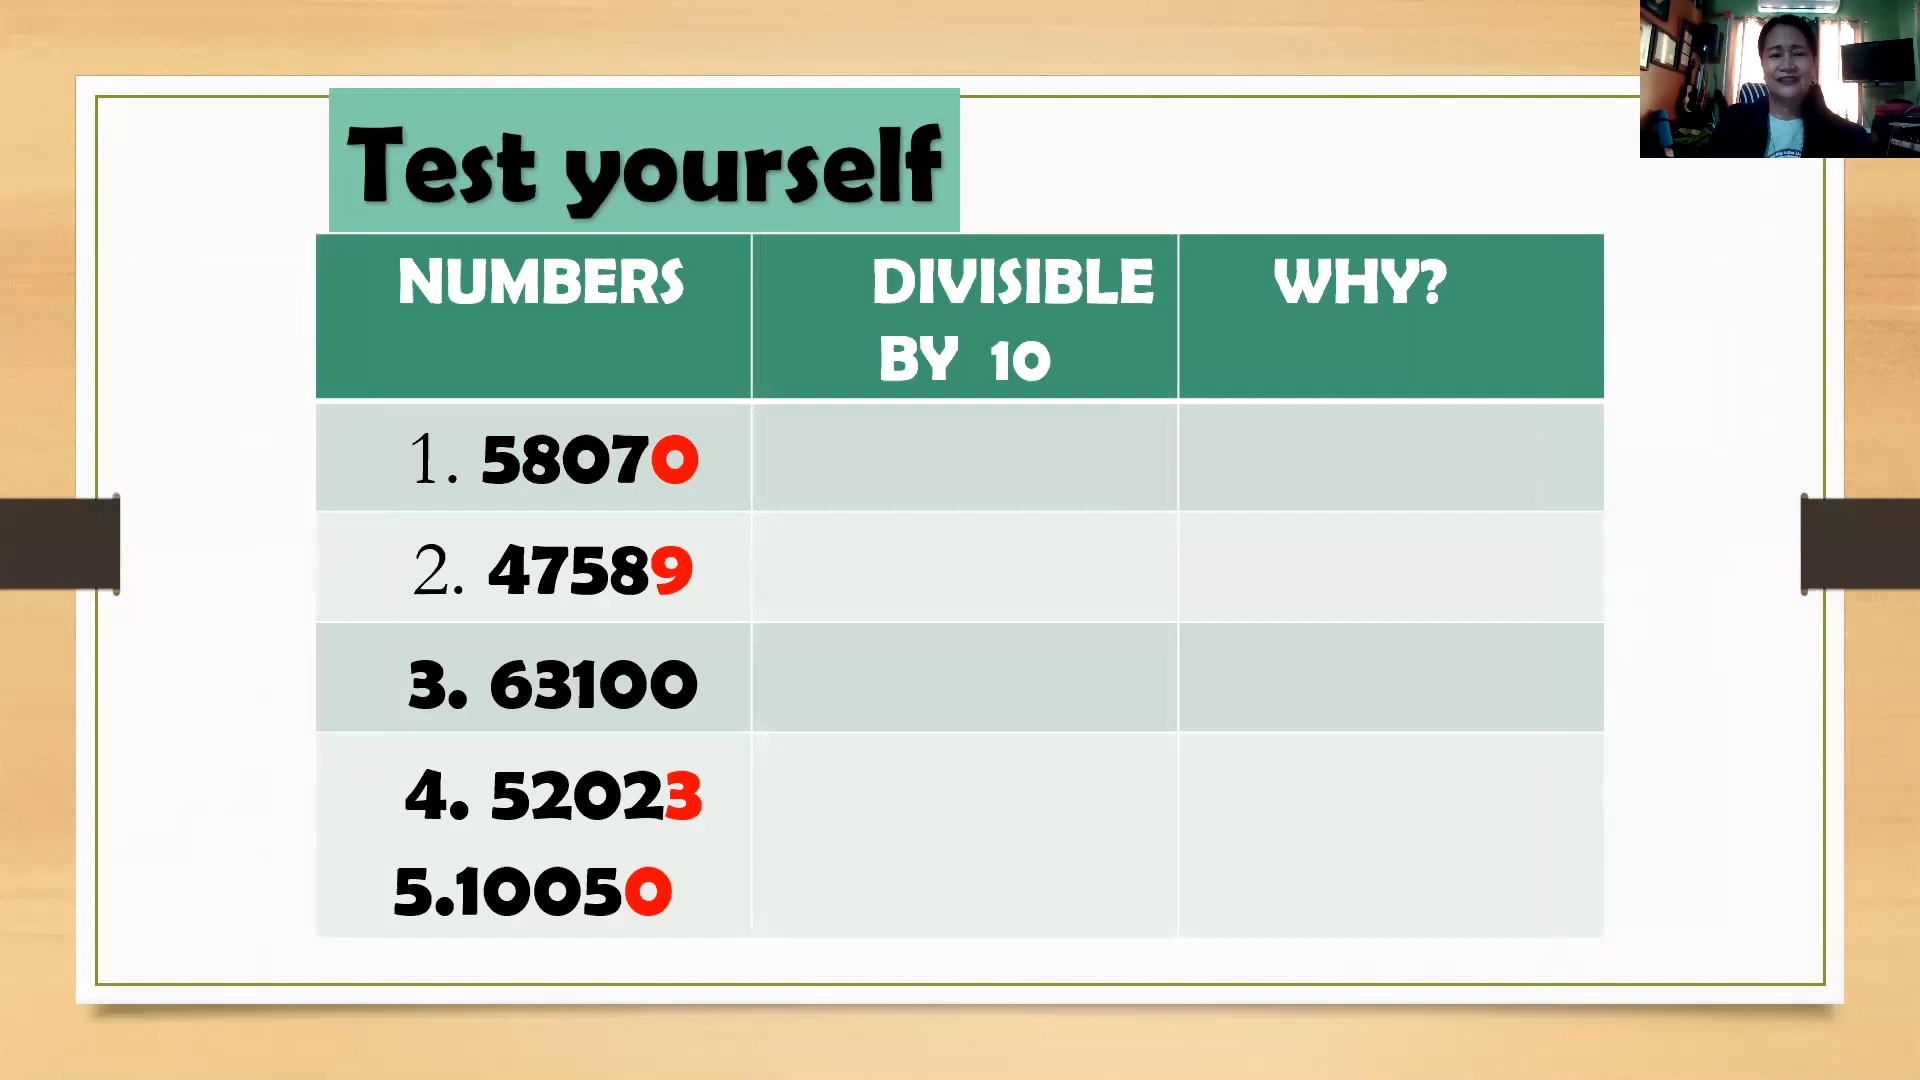 Test yourself
NUMBERS
DIVISIBLE
BY 10
WHY?
1. 58070
2. 47589
3. 63100
4. 52023
5.10050